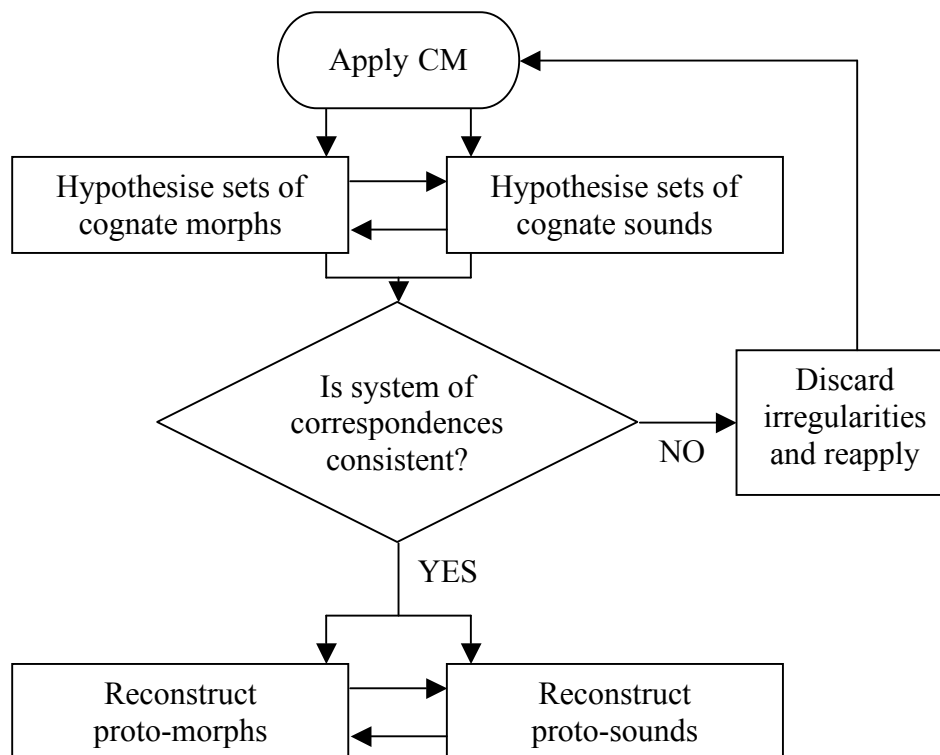 Apply CM
Hypothesise sets of
cognate morphs
Hypothesise sets of
cognate sounds
Is system of
correspondences
consistent?
NO
Discard
irregularities
and reapply
YES
Reconstruct
proto-morphs
Reconstruct
proto-sounds